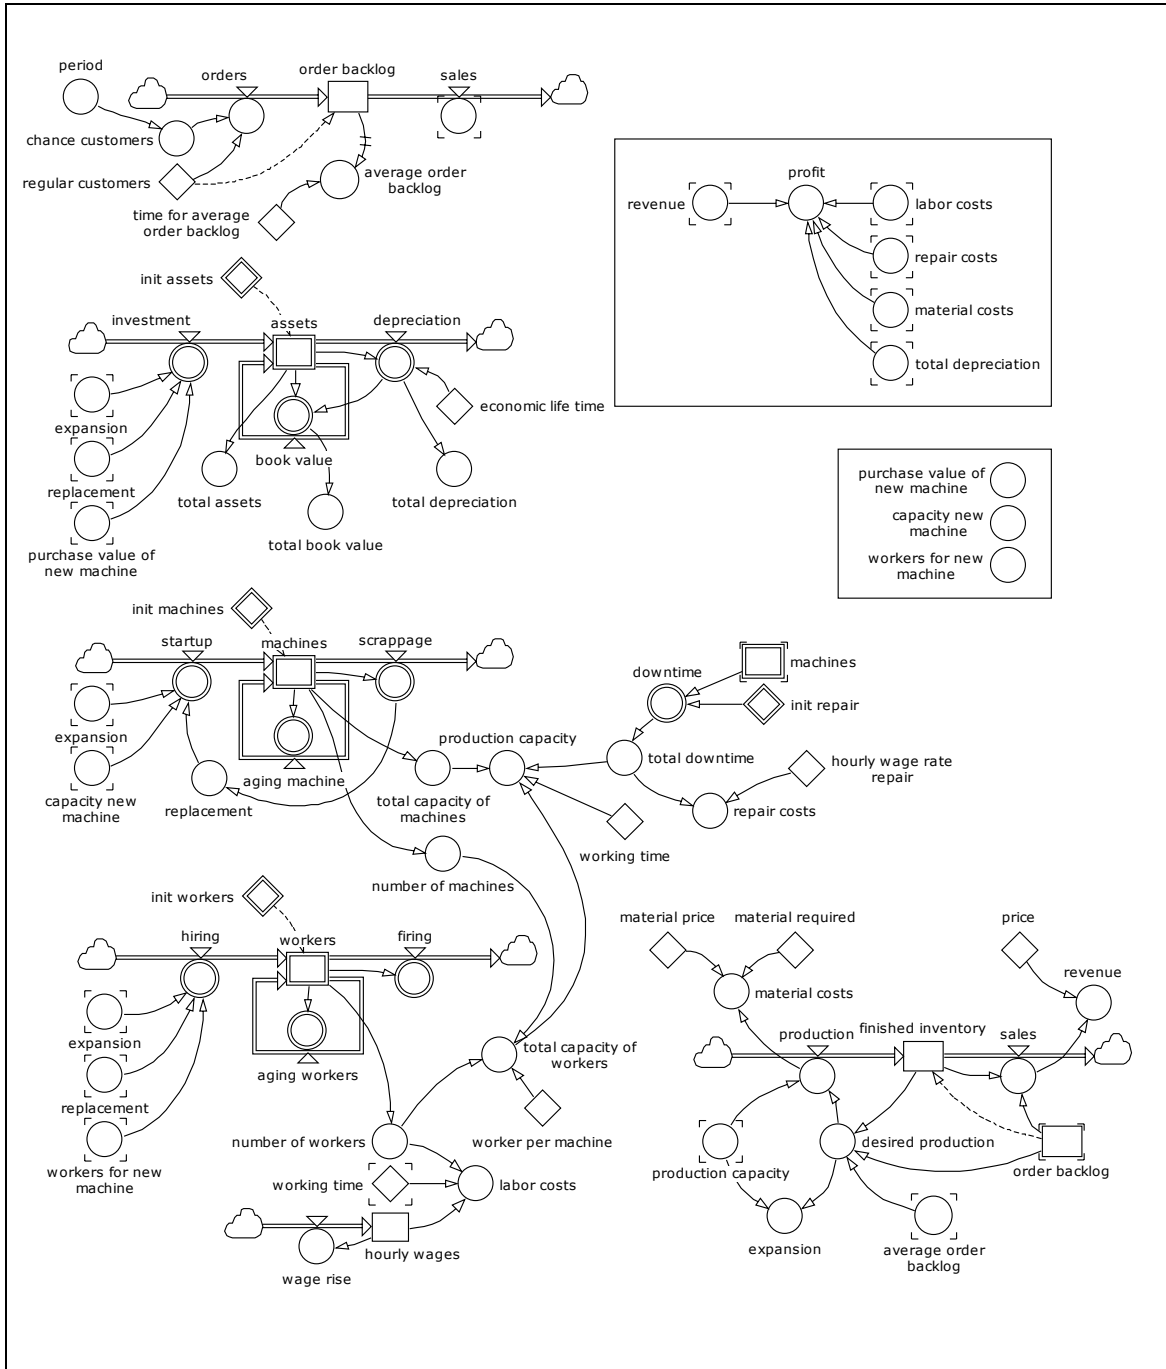 period
orders
order backlog
sales
chance customers
regular customers
average order
backlog
time for average
order backlog
profit
revenue
labor costs
repair costs
material costs
total depreciation
init assets
investment
assets
depreciation
expansion
economic life time
replacement
book value
total assets
total depreciation
purchase value of
new machine
total book value
purchase value of
new machine
capacity new
machine
workers for new
machine
init machines
startup
machines
scrappage
expansion
capacity new
machine
replacement
aging machine
downtime
machines
init repair
production capacity
total downtime
hourly wage rate
repair
total capacity of
machines
repair costs
working time
number of machines
init workers
hiring
workers
firing
expansion
replacement
aging workers
workers for new
machine
total capacity of
workers
number of workers
worker per machine
working time
labor costs
hourly wages
wage rise
material price
material required
price
revenue
material costs
production
finished inventory
sales
desired production
production capacity
order backlog
expansion
average order
backlog